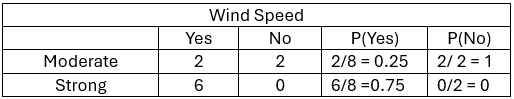 Wind Speed
Yes No P(Yes) P(No)
Moderate 2 2 2/8 = 0.25 2/ 2 = 1
Strong 6 0 6/8 =0.75 0/2 = 0